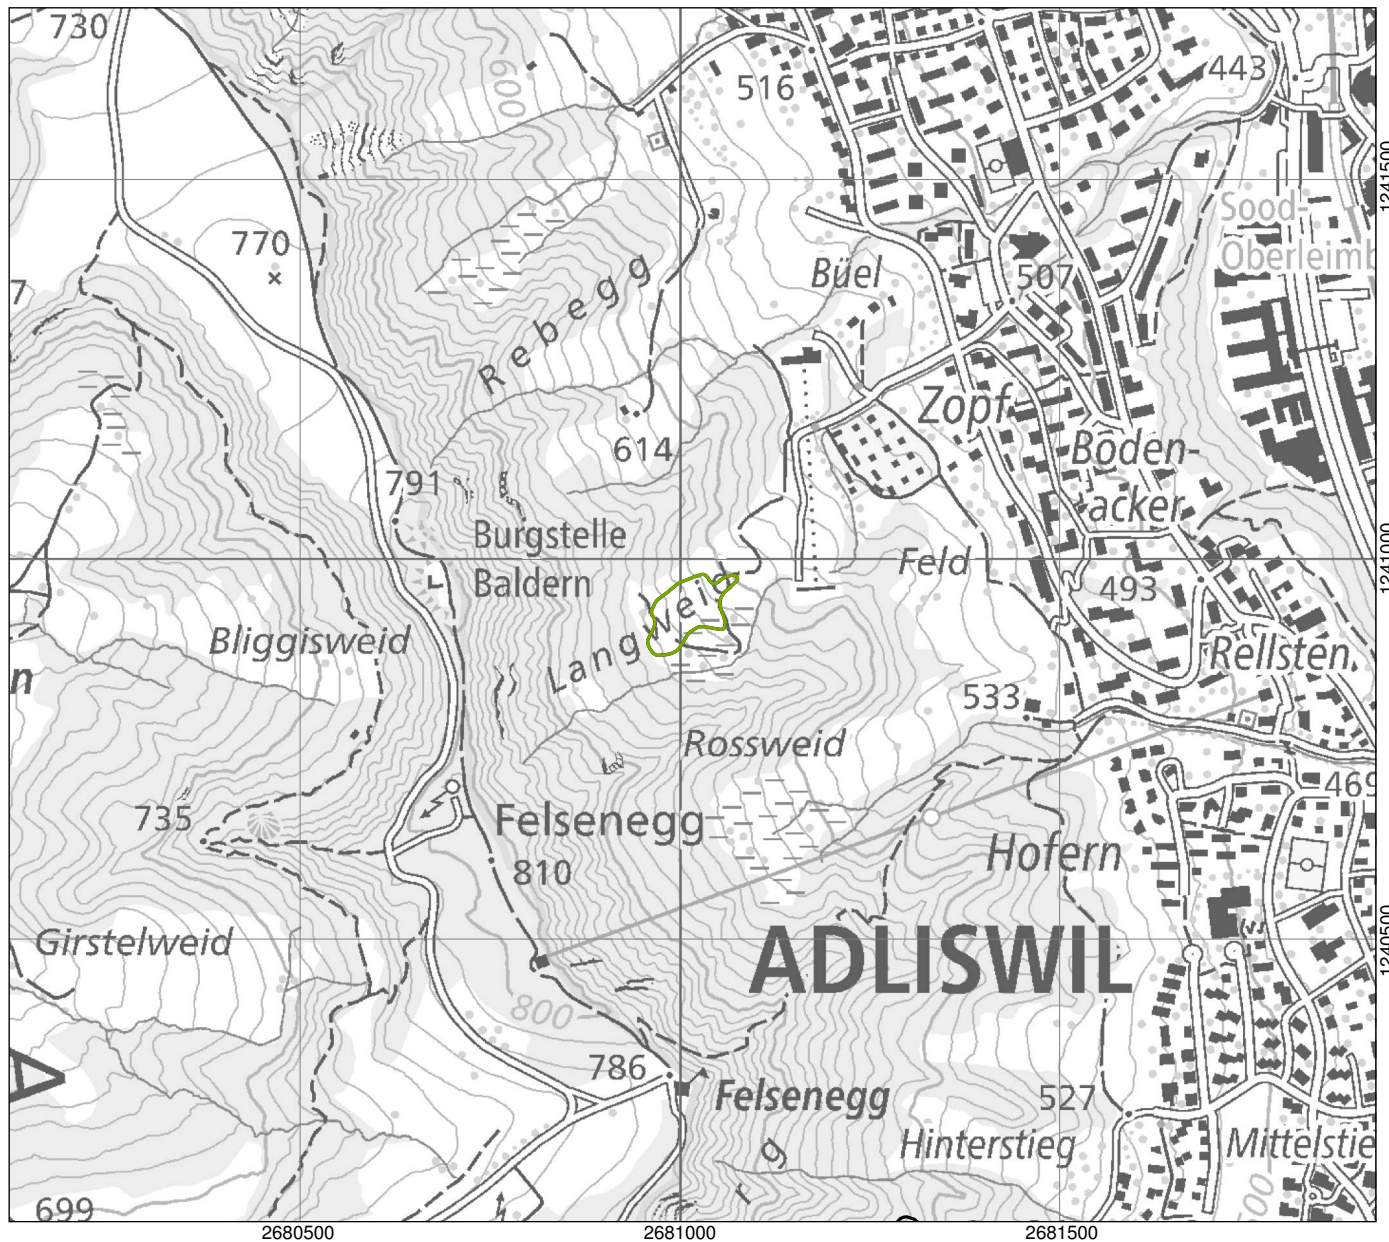 730
516
443
600
1241500
Sood-
Oberleimb
770
Büel
507
7
Rebegg
Zopf
614
Boden-
acker
791
Burgstelle
Baldern
Feld
1241000
493
Langweid
Bliggisweid
Rellsten
n
533
Rossweid
469
735
Felsenegg
810
Hofern
Girstelweid
ADLISWIL
1240500
800
786
Felsenegg
527
A
Hinterstieg
Mittelstie
g
r
699
00
2680500
2681000
2681500